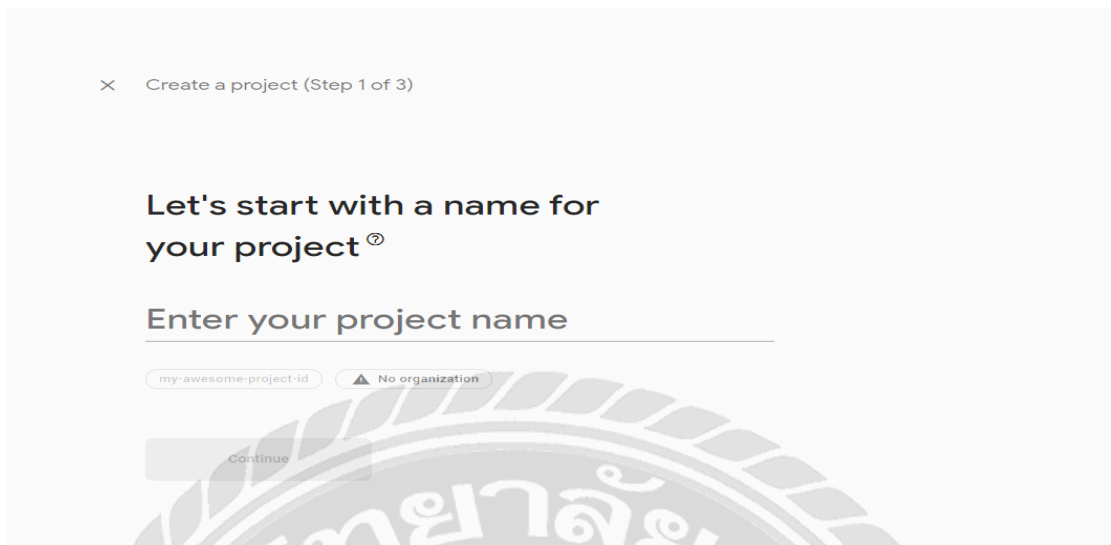 Create a project (Step 1 of 3)
Let's start with a name for
your project
Enter your project name
my-awesome-project-id
No organization
Continue